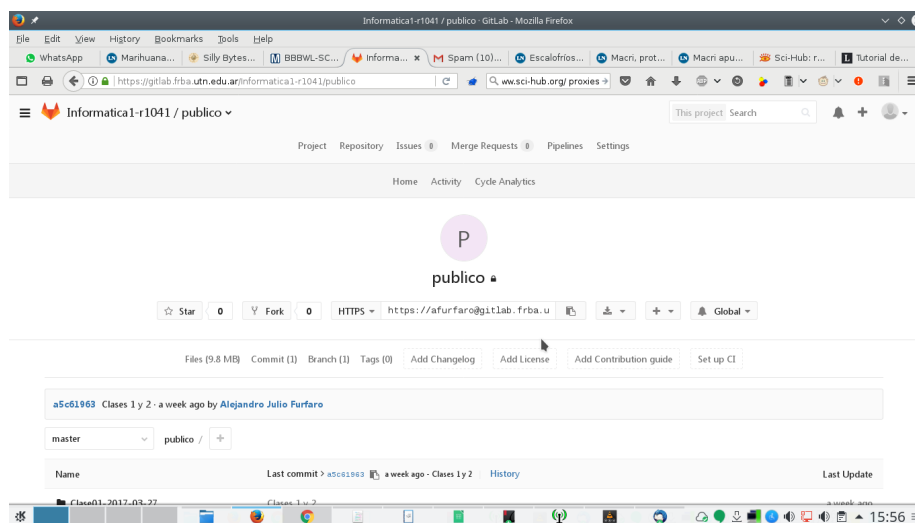 Informatica1-r1041 / publico · GitLab - Mozilla Firefox
File Edit View History Bookmarks Tools Help
WhatsApp Marihuana... Silly Bytes... BBBWL-SC... Informa... × M Spam (10)... Escalofríos... Macri, prot... Macri apu... Sci-Hub: r... Tutorial de...
https://gitlab.frba.utn.edu.ar/Informatica1-r1041/publico ww.sci-hub.org/ proxies
Informatica1-r1041 / publico This project Search
Project Repository Issues 0 Merge Requests 0 Pipelines Settings
Home Activity Cycle Analytics
P
publico
Star 0 Fork 0 HTTPS https://afurfaro@gitlab.frba.u + Global
Files (9.8 MB) Commit (1) Branch (1) Tags (0) Add Changelog Add License Add Contribution guide Set up CI
a5c61963 Clases 1 y 2 · a week ago by Alejandro Julio Furfaro
master publico / +
Name Last commit > a5c61963 a week ago - Clases 1 y 2 History Last Update
Clase01-2017-03-27 Clases 1 y 2 a week ago
15:56